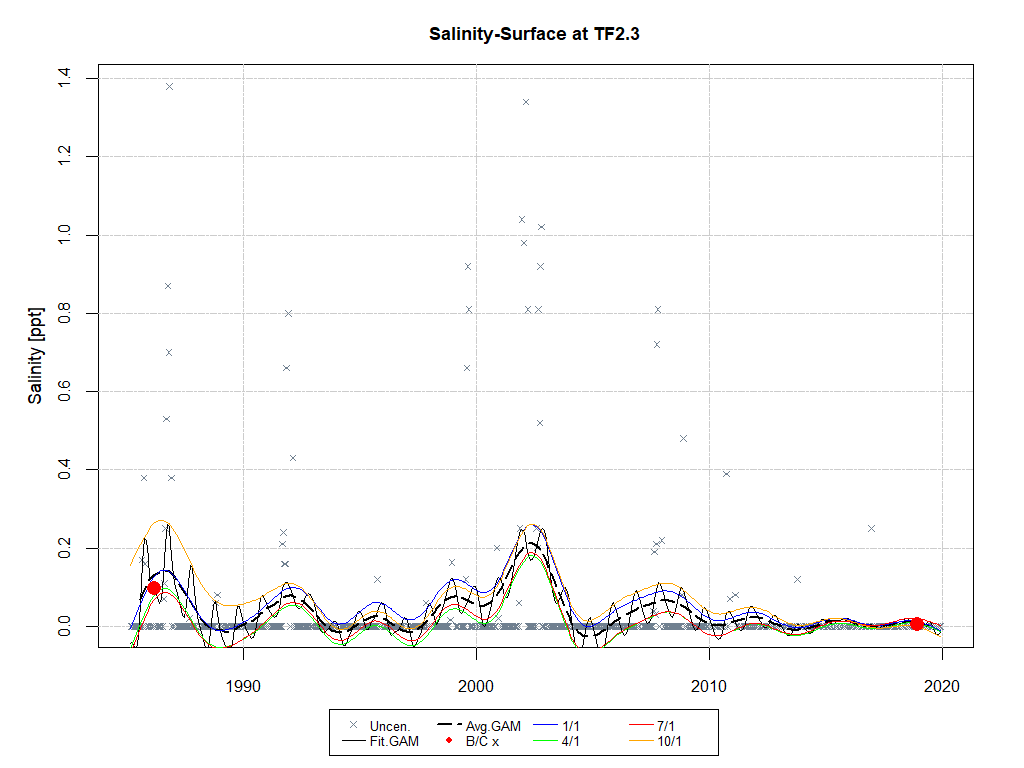 Salinity-Surface at TF2.3
Salinity [ppt]
1.4
1.2
1.0
0.8
0.6
0.4
0.2
0.0
1990 2000 2010 2020
Uncen. Avg.GAM 1/1 7/1
Fit.GAM B/C x 4/1 10/1